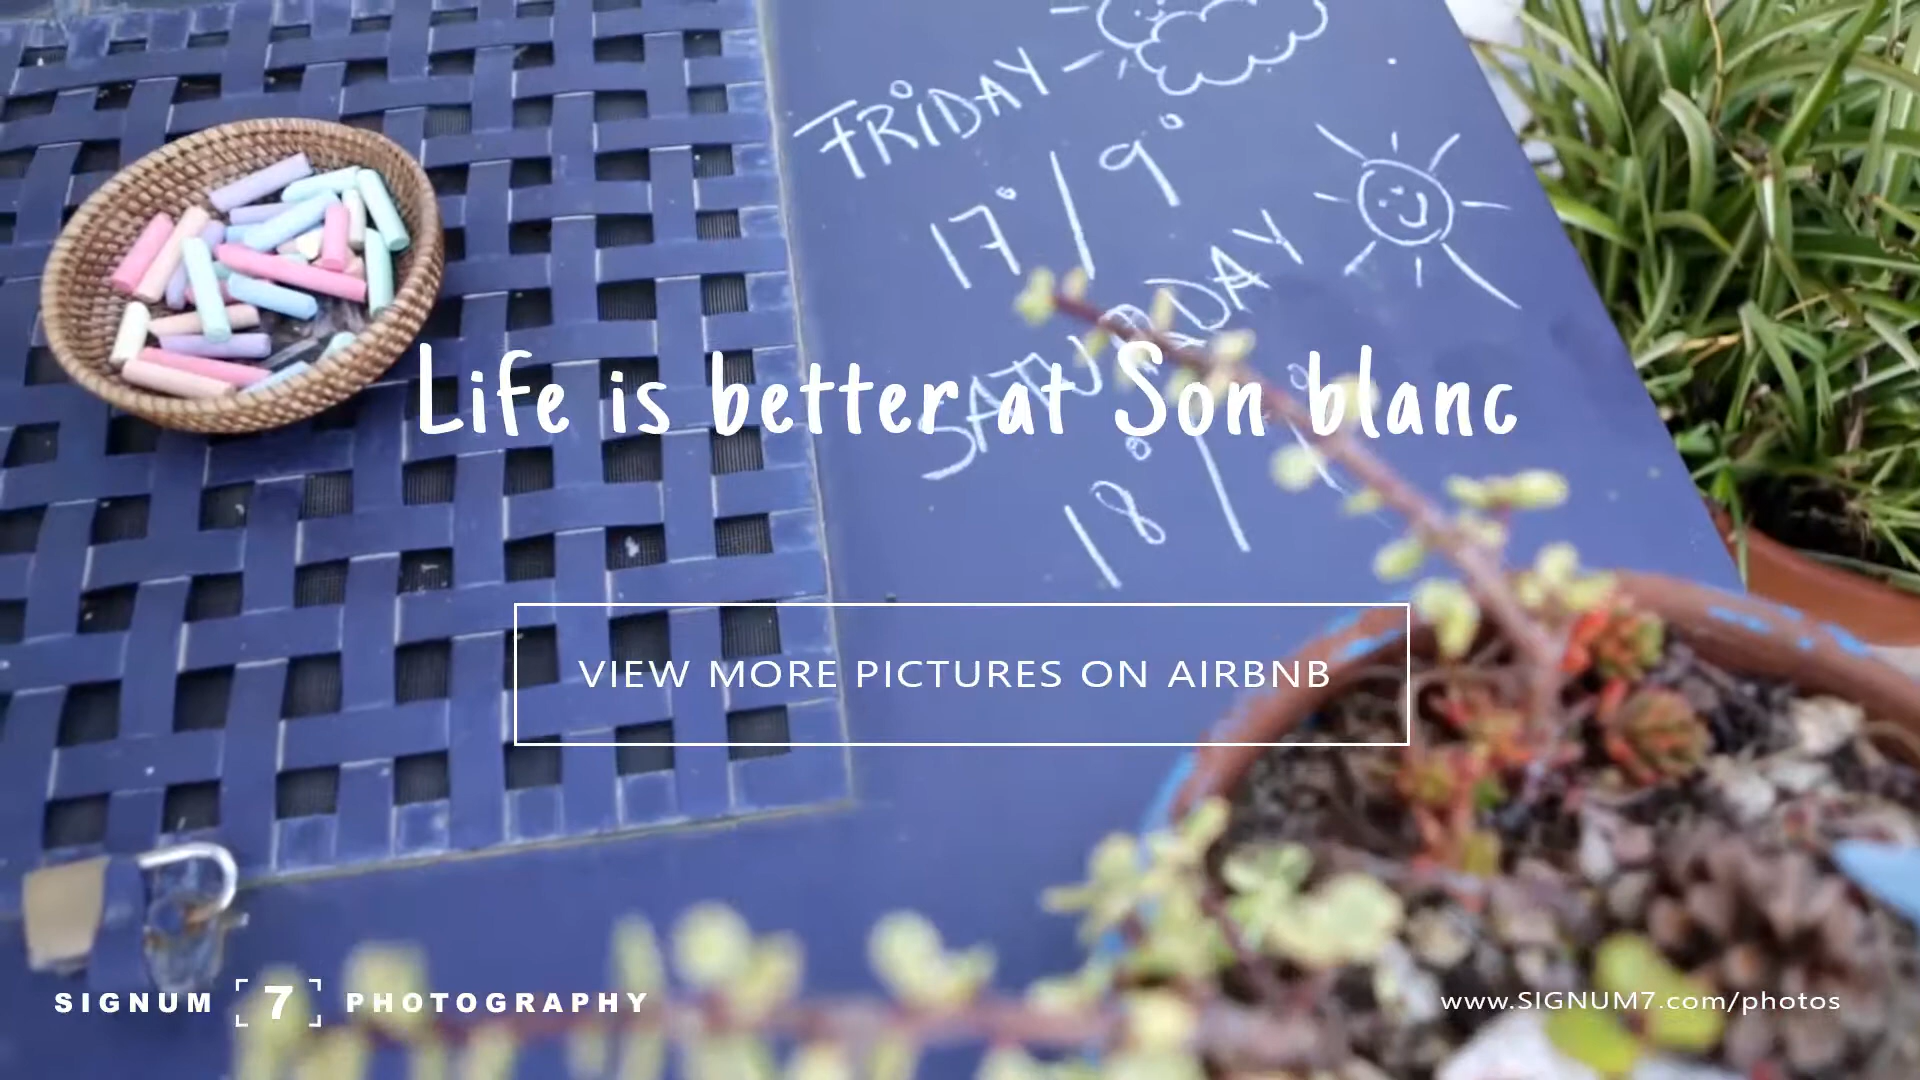 FRIDAY
17° / 9°
SATURDAY
18° /
Life is better at Son blanc
VIEW MORE PICTURES ON AIRBNB
SIGNUM [7] PHOTOGRAPHY
www.SIGNUM7.com/photos